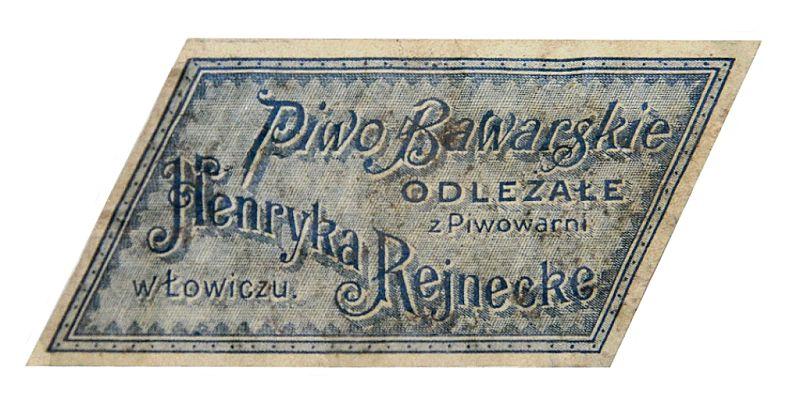 Piwo Bawarskie
ODLEŻAŁE
z Piwowarni
Henryka Rejnecke
w Łowiczu.